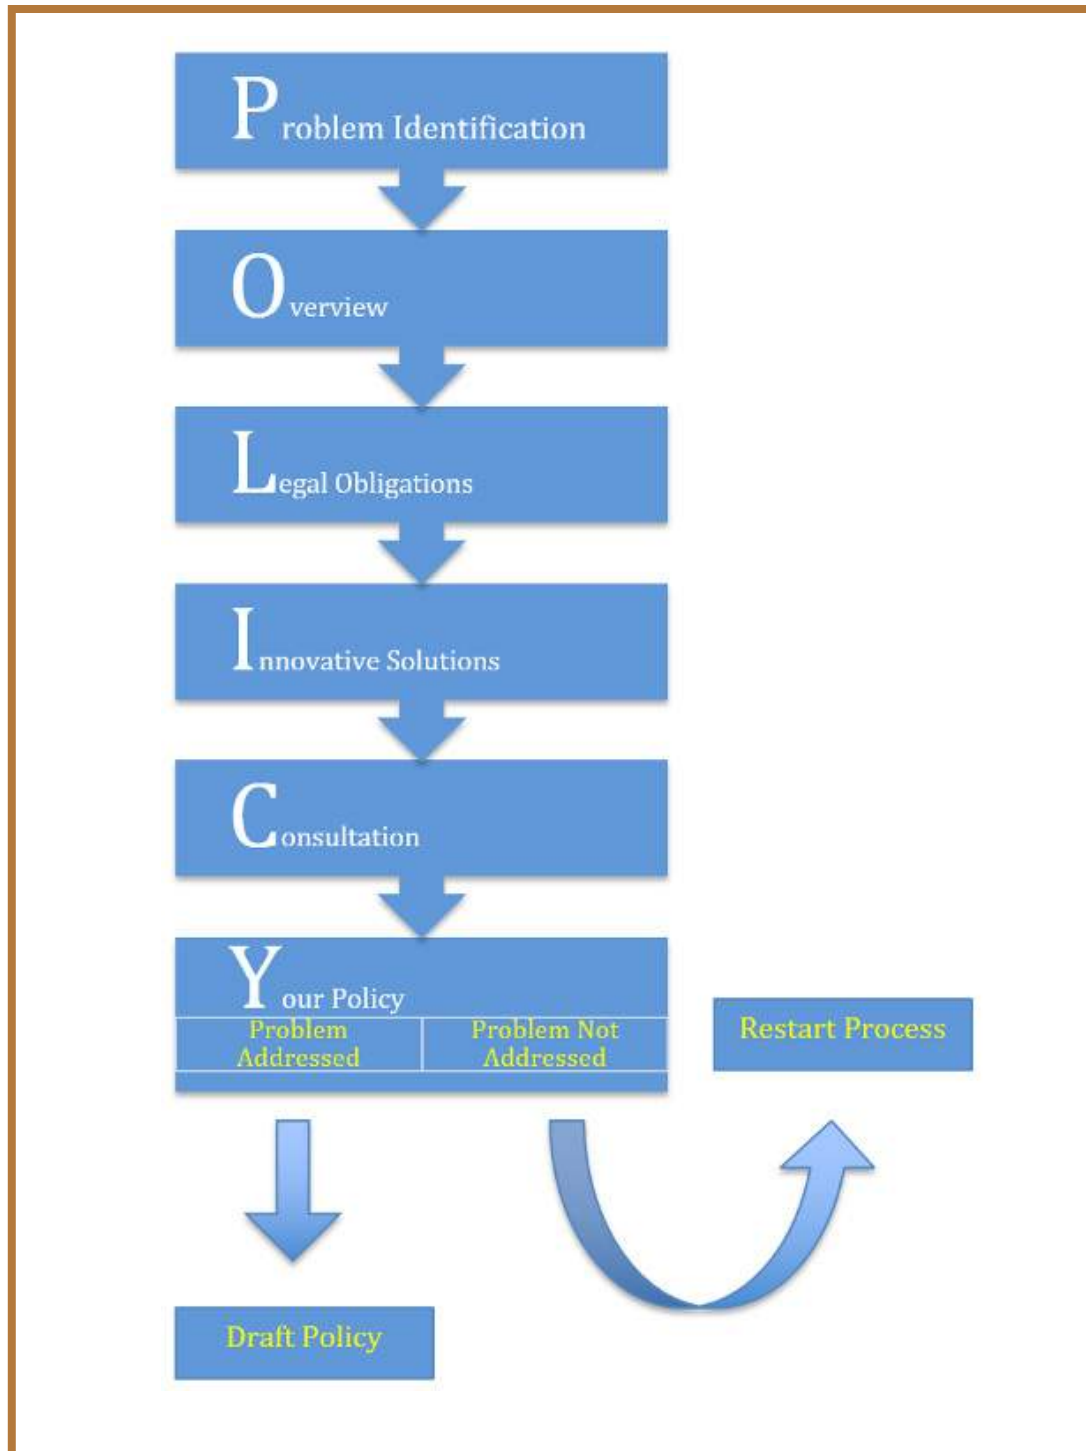 Problem Identification
Overview
Legal Obligations
Innovative Solutions
Consultation
Your Policy
Problem
Addressed
Problem Not
Addressed
Restart Process
Draft Policy